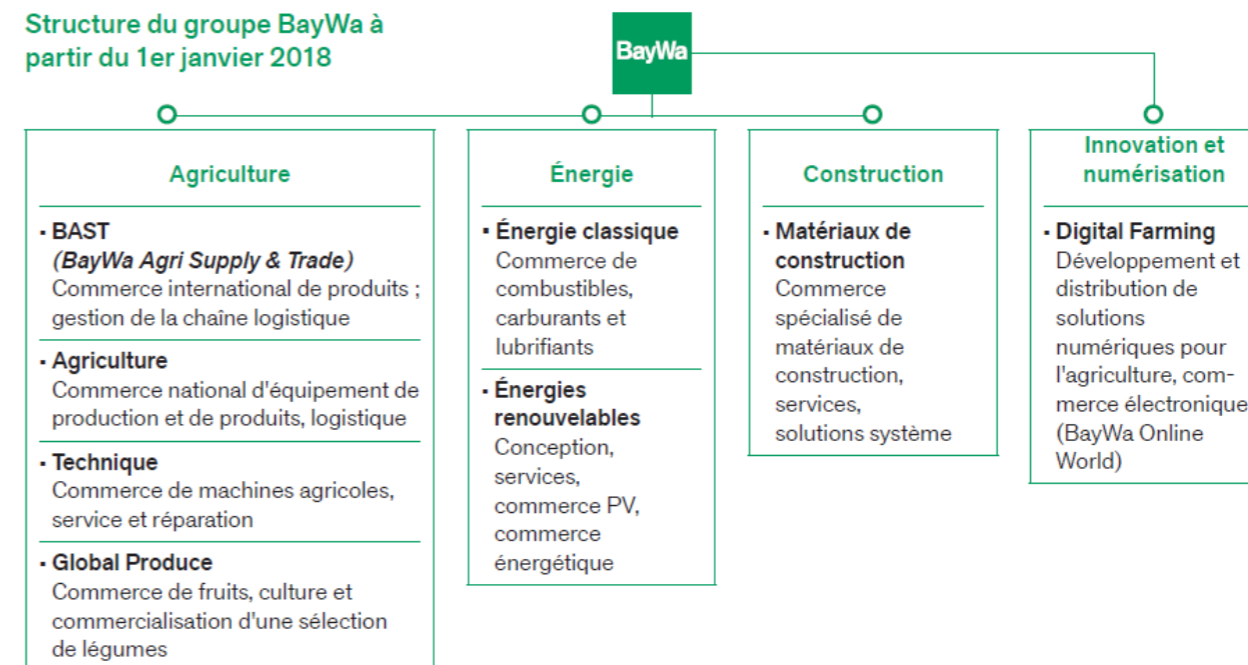 Structure du groupe BayWa à
partir du 1er janvier 2018
BayWa
Agriculture
▪ BAST
(BayWa Agri Supply & Trade)
Commerce international de produits ;
gestion de la chaîne logistique
▪ Agriculture
Commerce national d'équipement de
production et de produits, logistique
▪ Technique
Commerce de machines agricoles,
service et réparation
▪ Global Produce
Commerce de fruits, culture et
commercialisation d'une sélection
de légumes
Énergie
▪ Énergie classique
Commerce de
combustibles,
carburants et
lubrifiants
▪ Énergies
renouvelables
Conception,
services,
commerce PV,
commerce
énergétique
Construction
▪ Matériaux de
construction
Commerce
spécialisé de
matériaux de
construction,
services,
solutions système
Innovation et
numérisation
▪ Digital Farming
Développement et
distribution de
solutions
numériques pour
l'agriculture, com-
merce électronique
(BayWa Online
World)